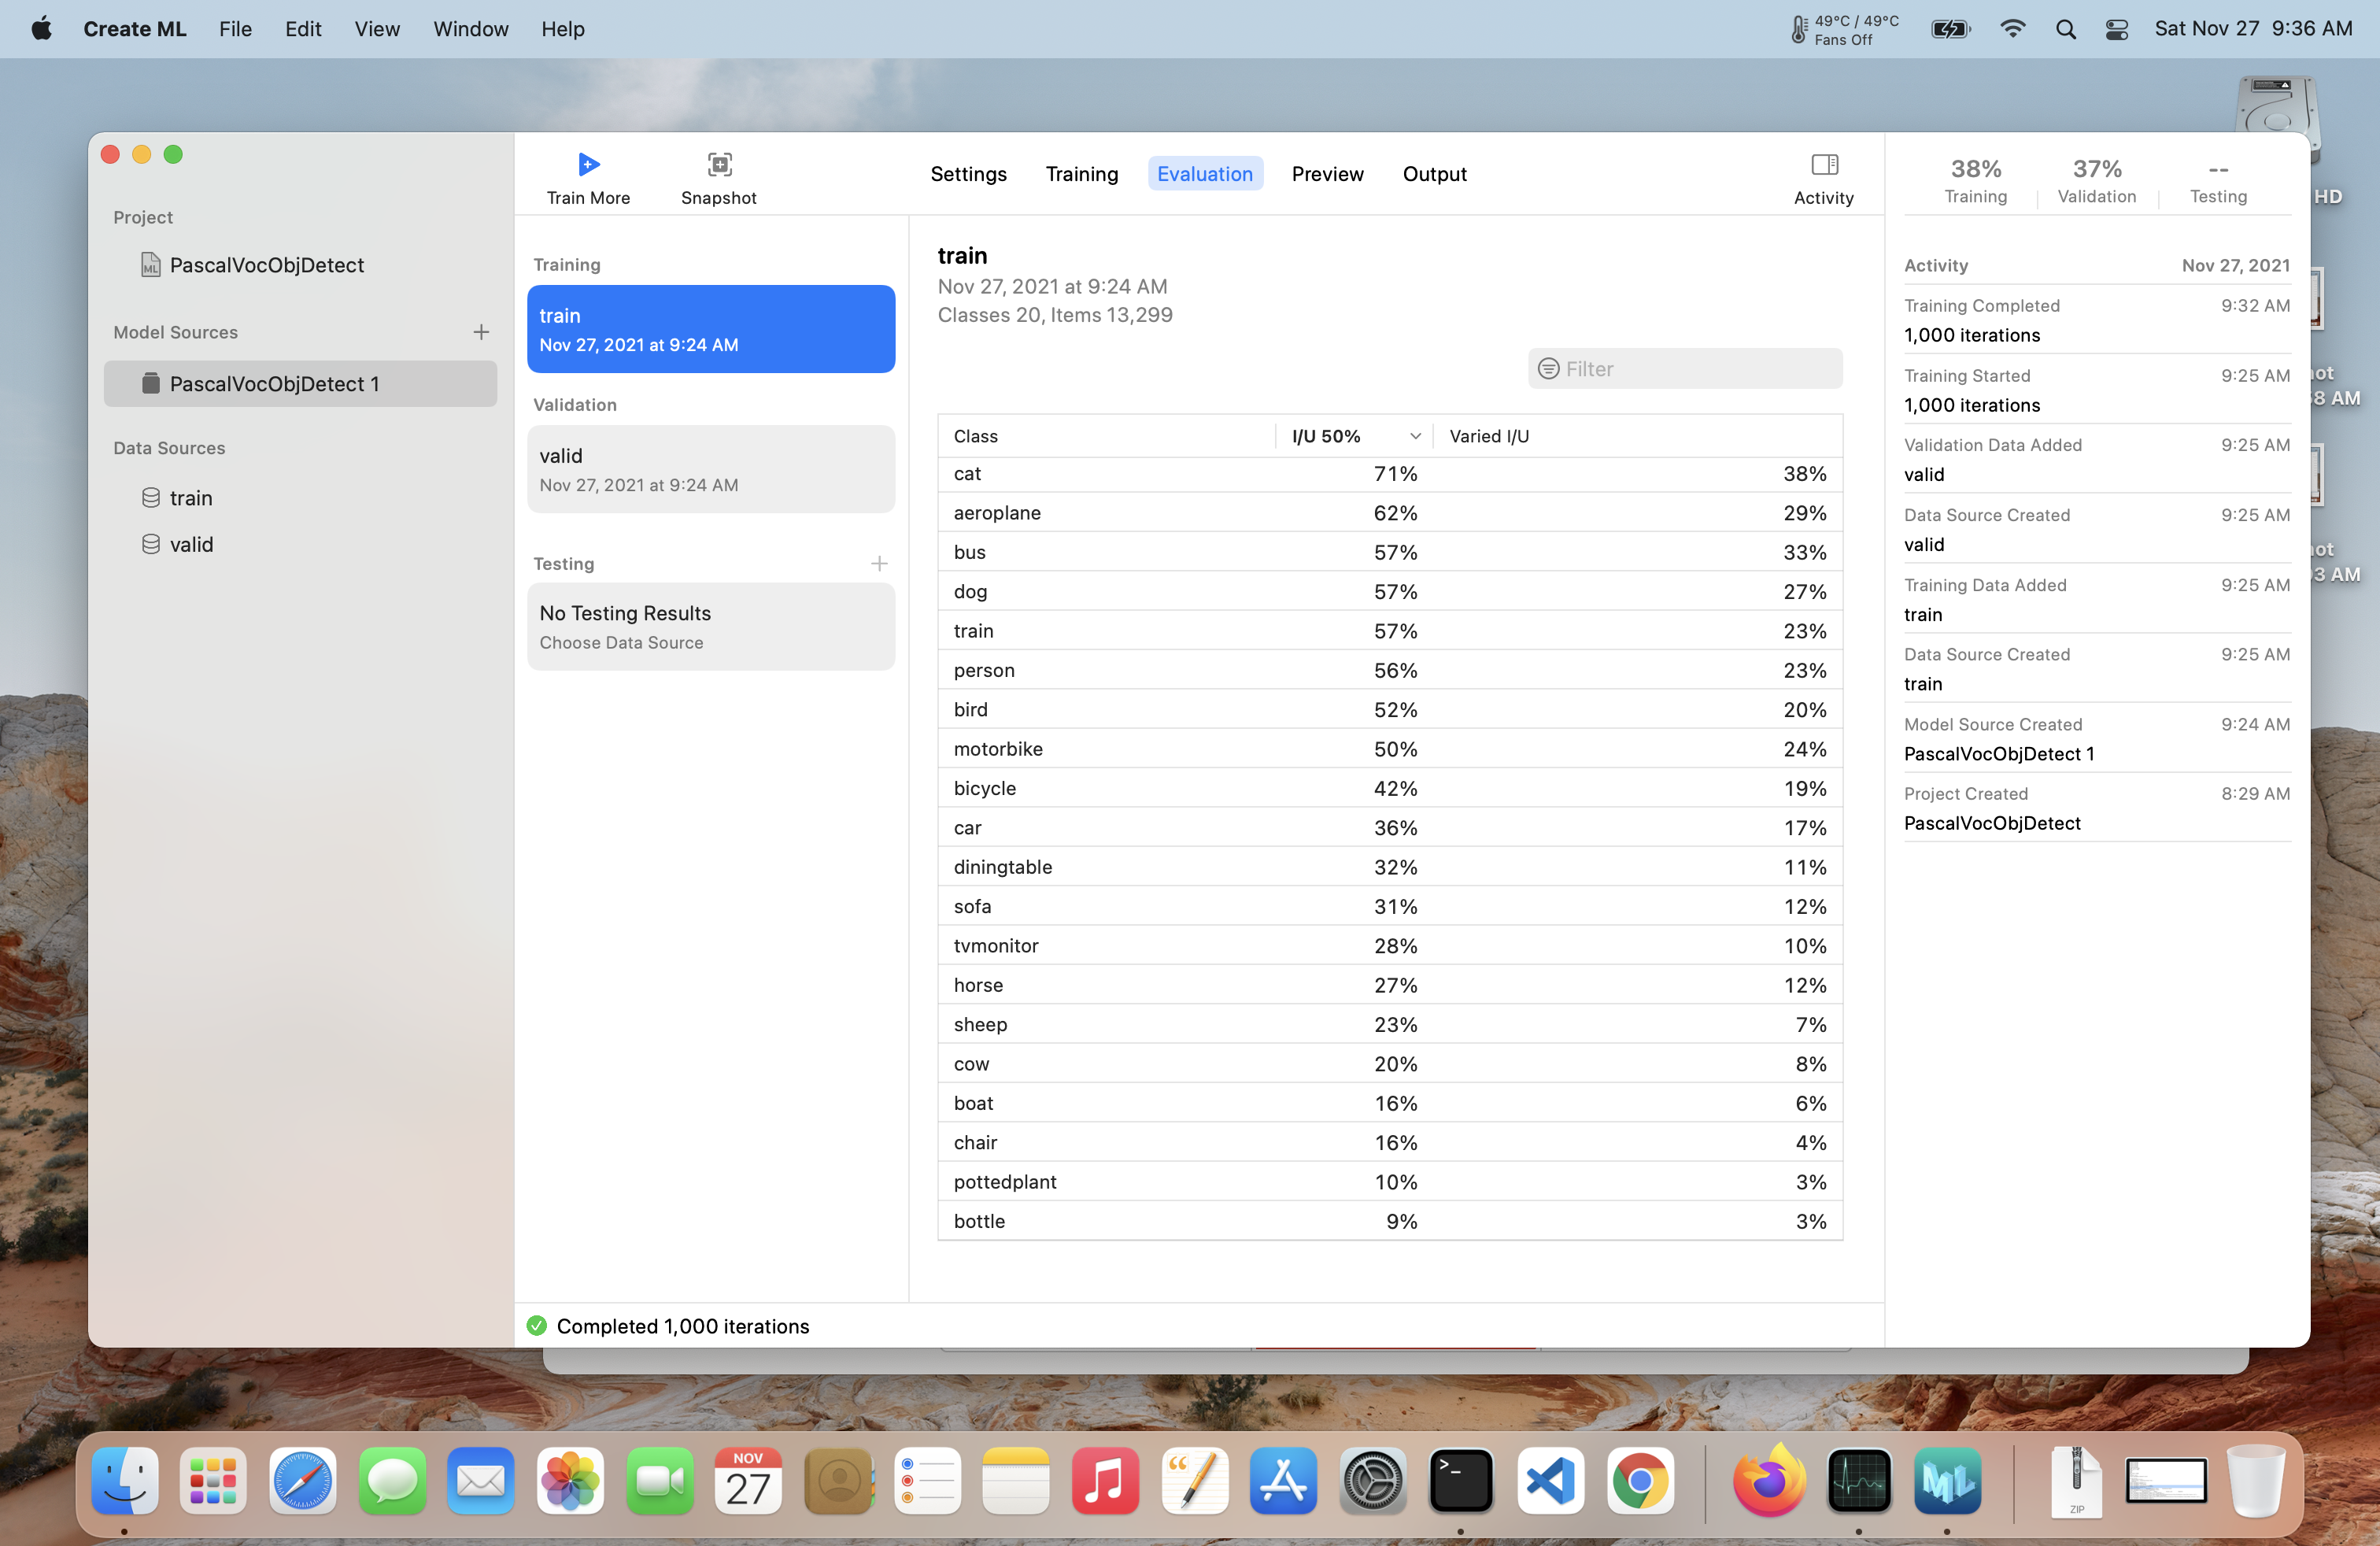 Create ML File Edit View Window Help
49°C / 49°C
Fans Off
Sat Nov 27 9:36 AM
HD
58 AM
3 AM
Project
PascalVocObjDetect
Model Sources
PascalVocObjDetect 1
Data Sources
train
valid
Train More
Snapshot
Settings Training Evaluation Preview Output
Activity
Training
train
Nov 27, 2021 at 9:24 AM
Validation
valid
Nov 27, 2021 at 9:24 AM
Testing
No Testing Results
Choose Data Source
train
Nov 27, 2021 at 9:24 AM
Classes 20, Items 13,299
Filter
Class I/U 50% Varied I/U
cat 71% 38%
aeroplane 62% 29%
bus 57% 33%
dog 57% 27%
train 57% 23%
person 56% 23%
bird 52% 20%
motorbike 50% 24%
bicycle 42% 19%
car 36% 17%
diningtable 32% 11%
sofa 31% 12%
tvmonitor 28% 10%
horse 27% 12%
sheep 23% 7%
cow 20% 8%
boat 16% 6%
chair 16% 4%
pottedplant 10% 3%
bottle 9% 3%
Completed 1,000 iterations
38% 37% --
Training Validation Testing
Activity Nov 27, 2021
Training Completed 9:32 AM
1,000 iterations
Training Started 9:25 AM
1,000 iterations
Validation Data Added 9:25 AM
valid
Data Source Created 9:25 AM
valid
Training Data Added 9:25 AM
train
Data Source Created 9:25 AM
train
Model Source Created 9:24 AM
PascalVocObjDetect 1
Project Created 8:29 AM
PascalVocObjDetect
NOV
27
>_
ML
ZIP